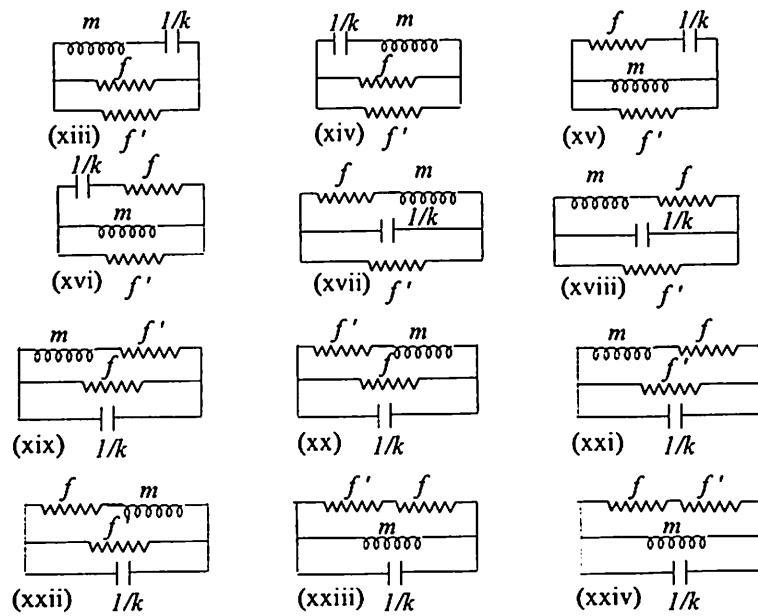 m 1/k
f
(xiii) f '
1/k m
f
(xiv) f '
f 1/k
m
(xv) f '
1/k f
m
(xvi) f '
f m
1/k
(xvii) f '
m f
1/k
(xviii) f '
m f '
f
(xix) 1/k
f ' m
f
(xx) 1/k
m f
f '
(xxi) 1/k
f m
f '
(xxii) 1/k
f ' f
m
(xxiii) 1/k
f f '
m
(xxiv) 1/k